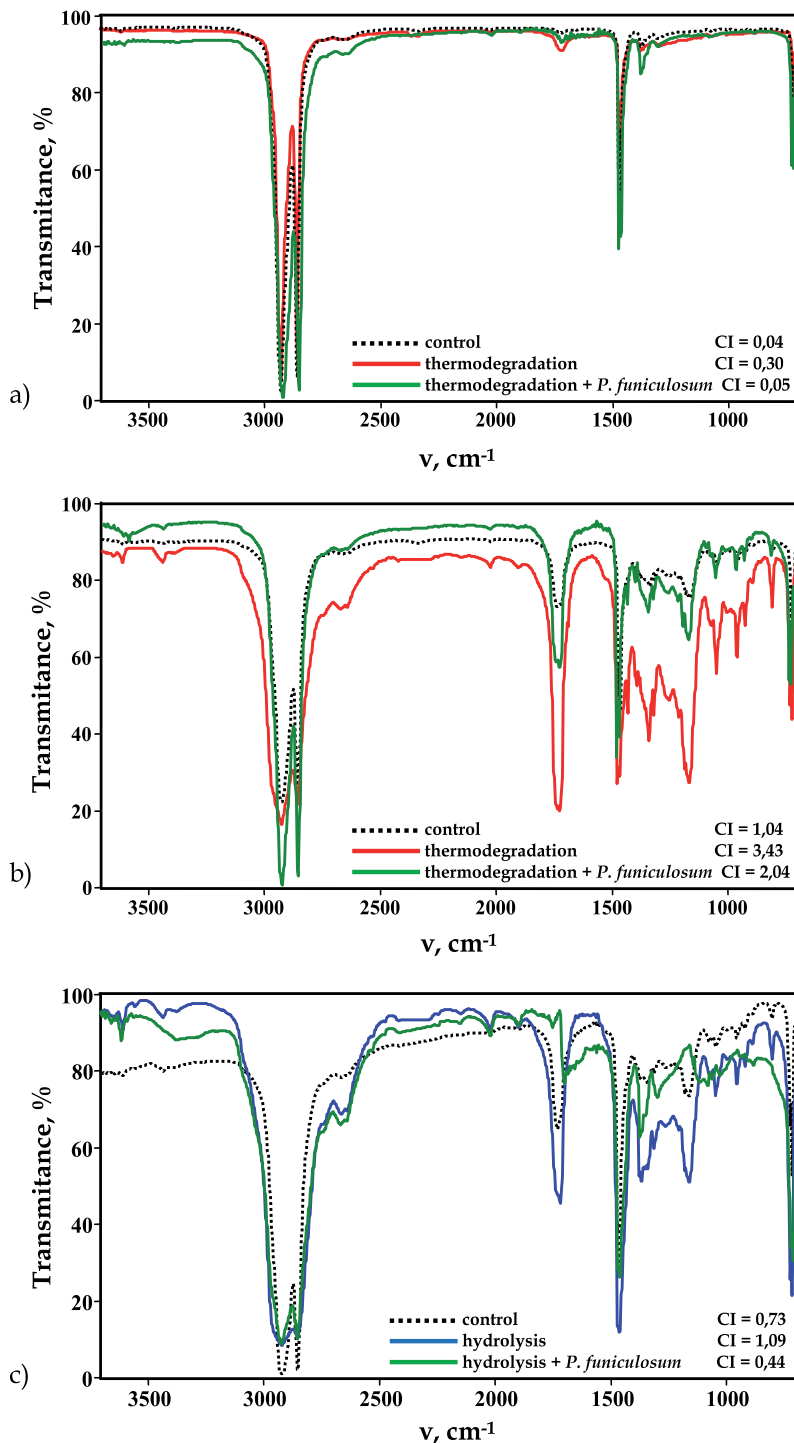 100
80
60
40
20
0
Transmitance, %
control CI = 0,04
thermodegradation CI = 0,30
thermodegradation + P. funiculosum CI = 0,05
a)
3500 3000 2500 2000 1500 1000
ν, cm-1
100
80
60
40
20
0
Transmitance, %
control CI = 1,04
thermodegradation CI = 3,43
thermodegradation + P. funiculosum CI = 2,04
b)
3500 3000 2500 2000 1500 1000
ν, cm-1
100
80
60
40
20
0
Transmitance, %
control CI = 0,73
hydrolysis CI = 1,09
hydrolysis + P. funiculosum CI = 0,44
c)
3500 3000 2500 2000 1500 1000
ν, cm-1